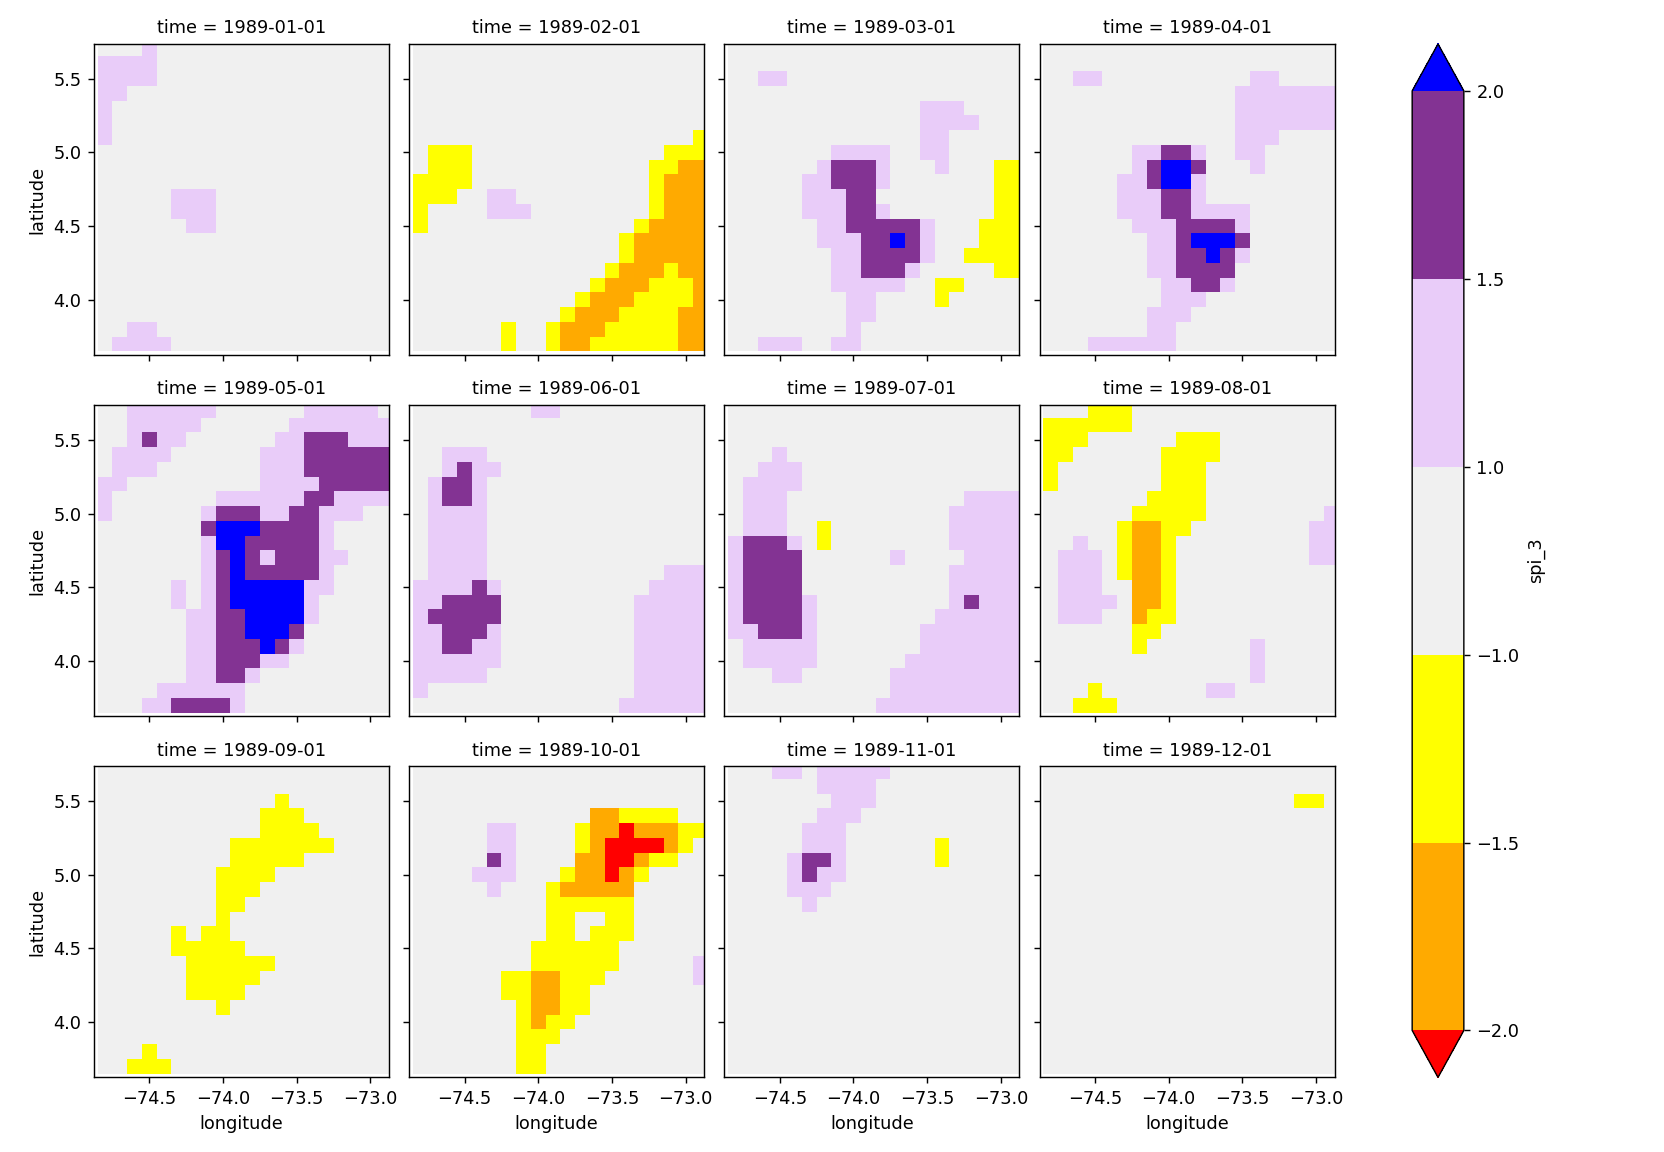 time = 1989-01-01
time = 1989-02-01
time = 1989-03-01
time = 1989-04-01
5.5
5.0
4.5
4.0
latitude
time = 1989-05-01
time = 1989-06-01
time = 1989-07-01
time = 1989-08-01
5.5
5.0
4.5
4.0
latitude
time = 1989-09-01
time = 1989-10-01
time = 1989-11-01
time = 1989-12-01
5.5
5.0
4.5
4.0
latitude
−74.5 −74.0 −73.5 −73.0
−74.5 −74.0 −73.5 −73.0
−74.5 −74.0 −73.5 −73.0
−74.5 −74.0 −73.5 −73.0
longitude
longitude
longitude
longitude
2.0
1.5
1.0
−1.0
−1.5
−2.0
spi_3